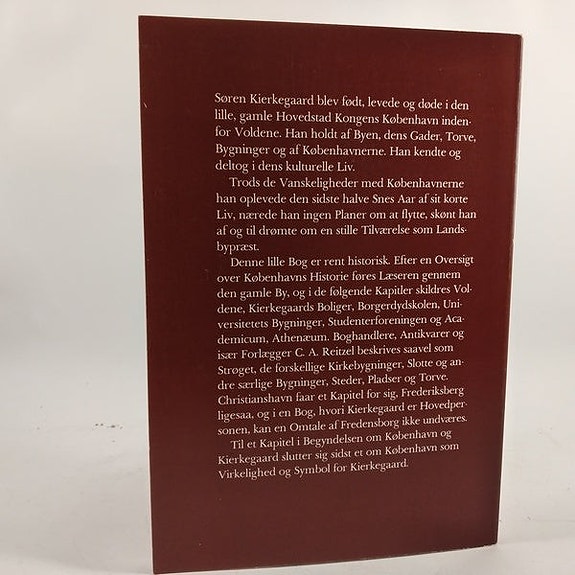 Søren Kierkegaard blev født, levede og døde i den
lille, gamle Hovedstad Kongens København inden-
for Voldene. Han holdt af Byen, dens Gader, Torve,
Bygninger og af Københavnerne. Han kendte og
deltog i dens kulturelle Liv.
Trods de Vanskeligheder med Københavnerne
han oplevede den sidste halve Snes Aar af sit korte
Liv, nærede han ingen Planer om at flytte, skønt han
af og til drømte om en stille Tilværelse som Lands-
bypræst.
Denne lille Bog er rent historisk. Efter en Oversigt
over Københavns Historie føres Læseren gennem
den gamle By, og i de følgende Kapitler skildres Vol-
dene, Kierkegaards Boliger, Borgerdydskolen, Uni-
versitetets Bygninger, Studenterforeningen og Aca-
demicum, Athenæum. Boghandlere, Antikvarer og
især Forlægger C. A. Reitzel beskrives saavel som
Strøget, de forskellige Kirkebygninger, Slotte og an-
dre særlige Bygninger, Steder, Pladser og Torve.
Christianshavn faar et Kapitel for sig, Frederiksberg
ligesaa, og i en Bog, hvori Kierkegaard er Hovedper-
sonen, kan en Omtale af Fredensborg ikke undværes.
Til et Kapitel i Begyndelsen om København og
Kierkegaard slutter sig sidst et om København som
Virkelighed og Symbol for Kierkegaard.